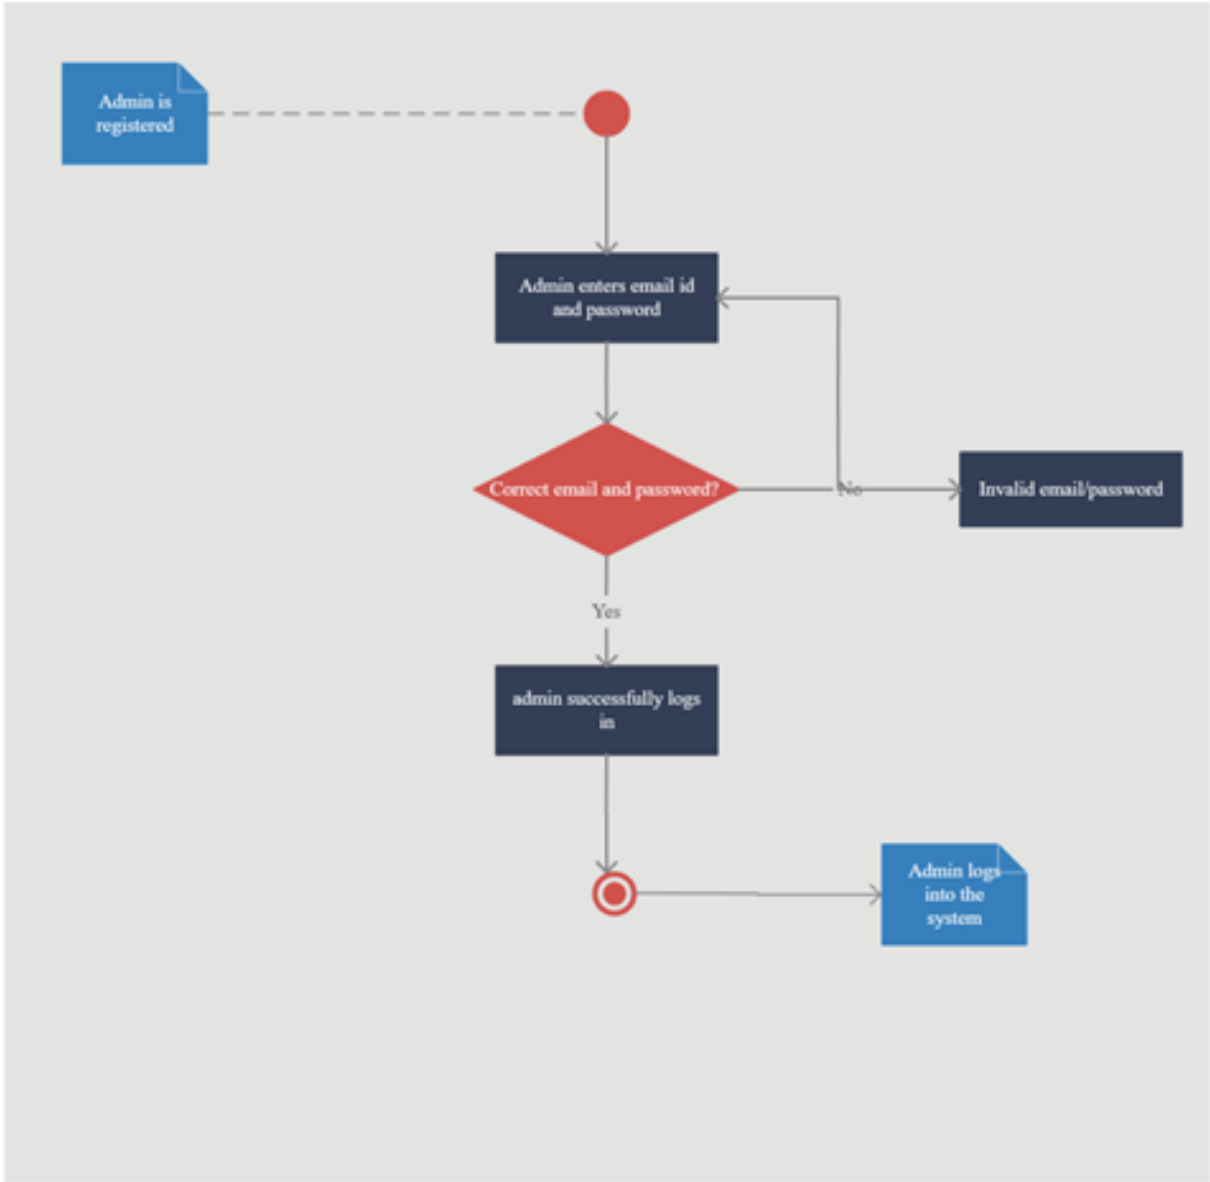 Admin is
registered
Admin enters email id
and password
Correct email and password?
No
Invalid email/password
Yes
admin successfully logs
in
Admin logs
into the
system